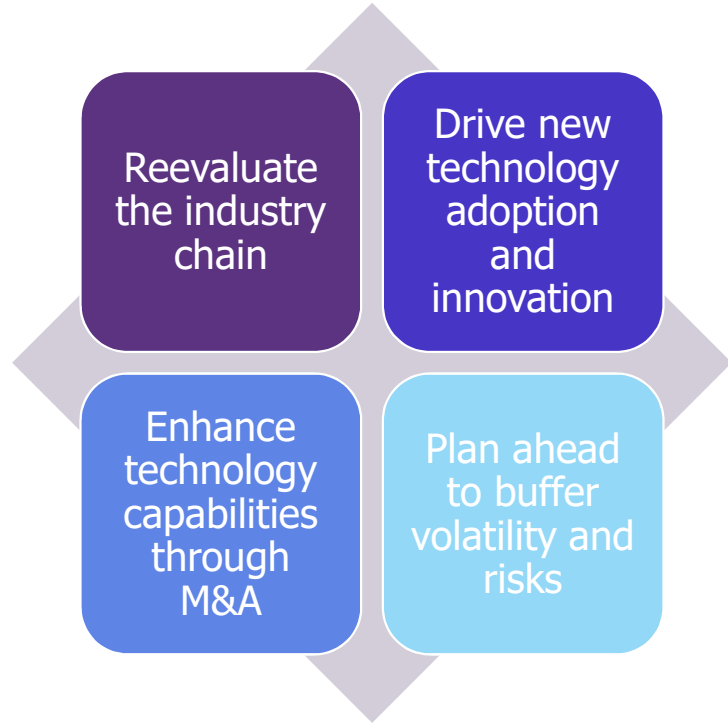 Reevaluate
the industry
chain
Drive new
technology
adoption
and
innovation
Enhance
technology
capabilities
through
M&A
Plan ahead
to buffer
volatility and
risks